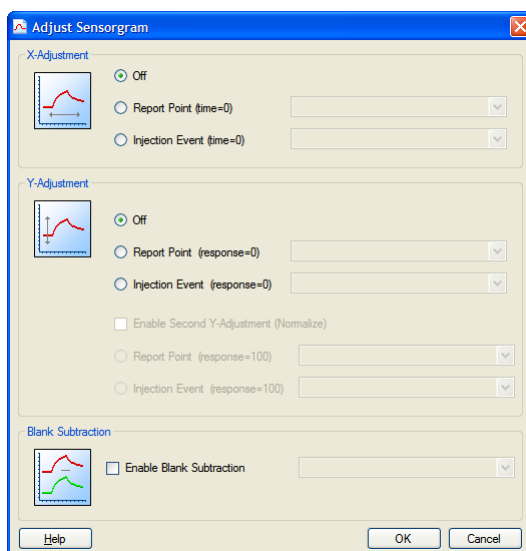 Adjust Sensorgram
X-Adjustment
Off
Report Point (time=0)
Injection Event (time=0)
Y-Adjustment
Off
Report Point (response=0)
Injection Event (response=0)
Enable Second Y-Adjustment (Normalize)
Report Point (response=100)
Injection Event (response=100)
Blank Subtraction
Enable Blank Subtraction
Help OK Cancel